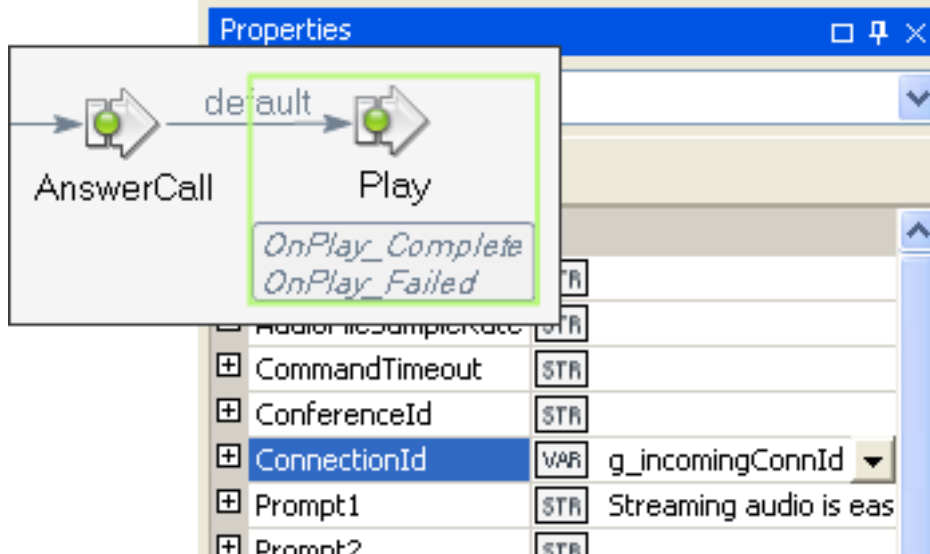 Properties
default
AnswerCall
Play
OnPlay_Complete
OnPlay_Failed
AudioFileSampleRate STR
CommandTimeout STR
ConferenceId STR
ConnectionId VAR g_incomingConnId
Prompt1 STR Streaming audio is eas
Prompt2 STR